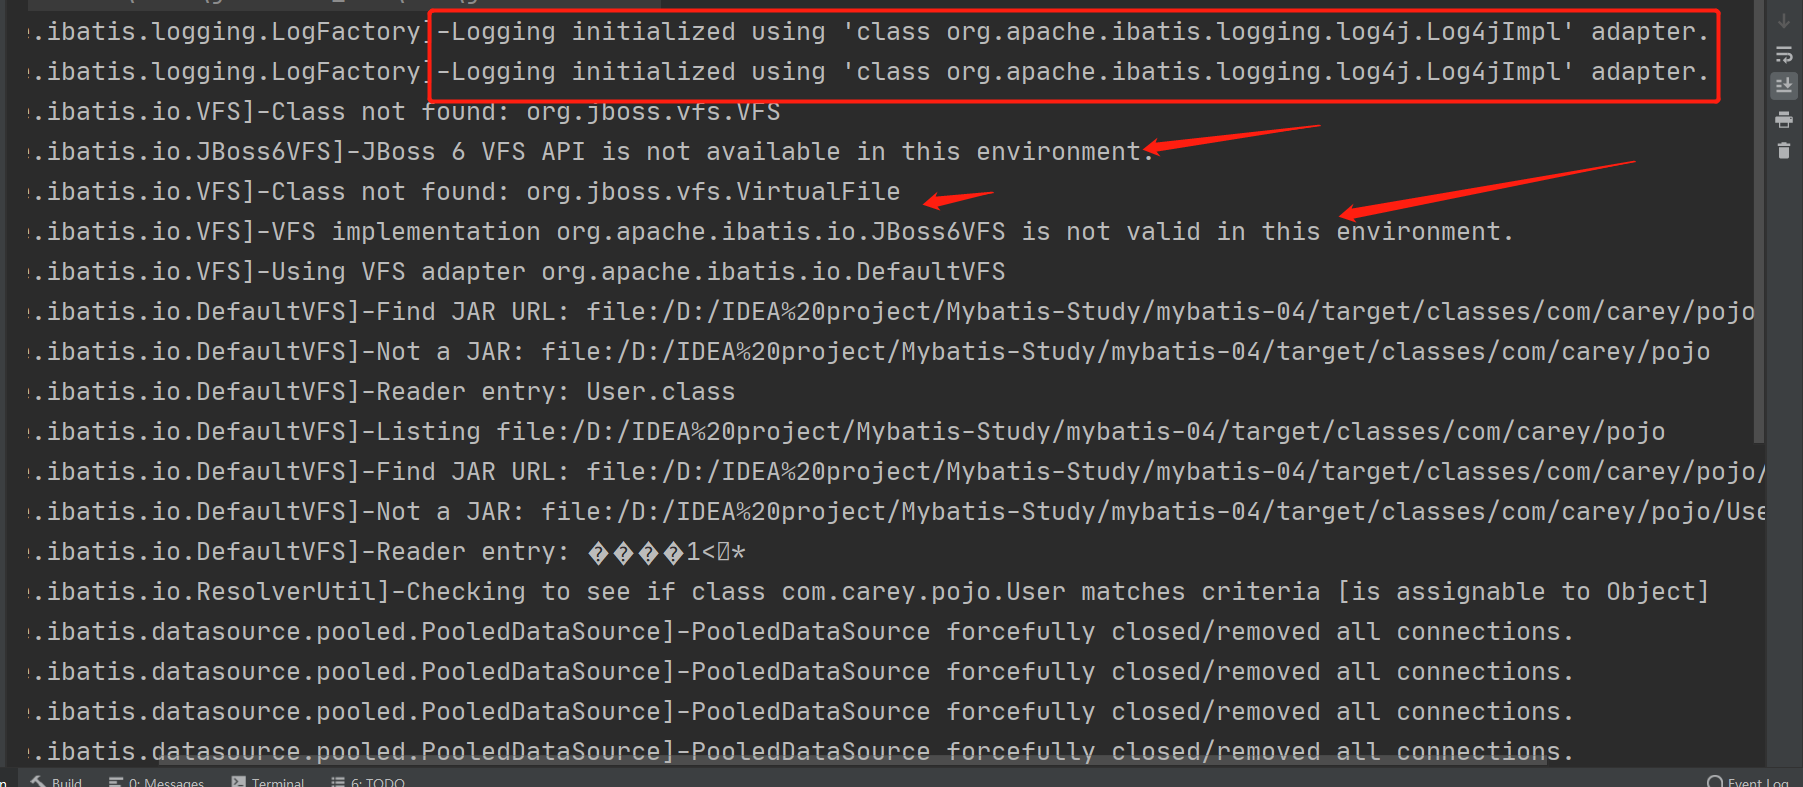 .ibatis.logging.LogFactory]-Logging initialized using 'class org.apache.ibatis.logging.log4j.Log4jImpl' adapter.
.ibatis.logging.LogFactory]-Logging initialized using 'class org.apache.ibatis.logging.log4j.Log4jImpl' adapter.
.ibatis.io.VFS]-Class not found: org.jboss.vfs.VFS
.ibatis.io.JBoss6VFS]-JBoss 6 VFS API is not available in this environment.
.ibatis.io.VFS]-Class not found: org.jboss.vfs.VirtualFile
.ibatis.io.VFS]-VFS implementation org.apache.ibatis.io.JBoss6VFS is not valid in this environment.
.ibatis.io.VFS]-Using VFS adapter org.apache.ibatis.io.DefaultVFS
.ibatis.io.DefaultVFS]-Find JAR URL: file:/D:/IDEA%20project/Mybatis-Study/mybatis-04/target/classes/com/carey/pojo
.ibatis.io.DefaultVFS]-Not a JAR: file:/D:/IDEA%20project/Mybatis-Study/mybatis-04/target/classes/com/carey/pojo
.ibatis.io.DefaultVFS]-Reader entry: User.class
.ibatis.io.DefaultVFS]-Listing file:/D:/IDEA%20project/Mybatis-Study/mybatis-04/target/classes/com/carey/pojo
.ibatis.io.DefaultVFS]-Find JAR URL: file:/D:/IDEA%20project/Mybatis-Study/mybatis-04/target/classes/com/carey/pojo/
.ibatis.io.DefaultVFS]-Not a JAR: file:/D:/IDEA%20project/Mybatis-Study/mybatis-04/target/classes/com/carey/pojo/Use
.ibatis.io.DefaultVFS]-Reader entry: ����1<*
.ibatis.io.ResolverUtil]-Checking to see if class com.carey.pojo.User matches criteria [is assignable to Object]
.ibatis.datasource.pooled.PooledDataSource]-PooledDataSource forcefully closed/removed all connections.
.ibatis.datasource.pooled.PooledDataSource]-PooledDataSource forcefully closed/removed all connections.
.ibatis.datasource.pooled.PooledDataSource]-PooledDataSource forcefully closed/removed all connections.
.ibatis.datasource.pooled.PooledDataSource]-PooledDataSource forcefully closed/removed all connections.
Build 0: Messages Terminal 6: TODO Event Log